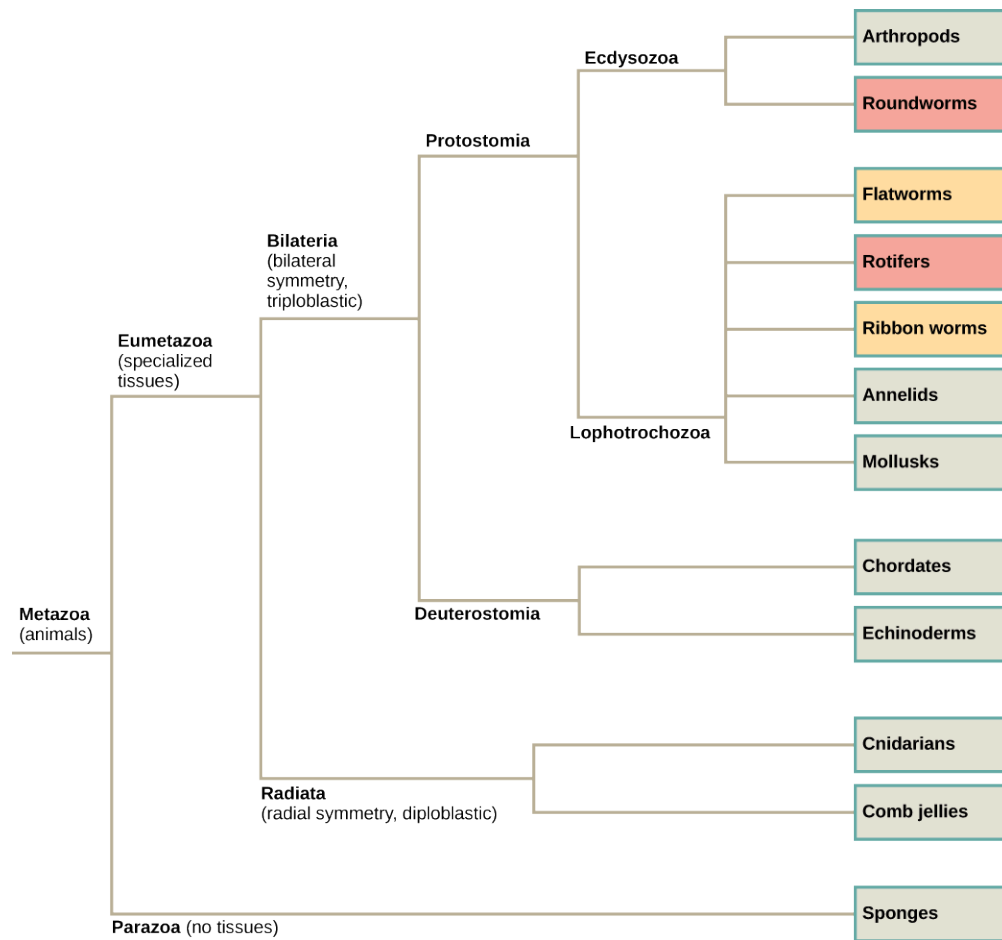 Arthropods
Ecdysozoa
Roundworms
Protostomia
Flatworms
Bilateria
(bilateral
symmetry,
triploblastic)
Rotifers
Ribbon worms
Eumetazoa
(specialized
tissues)
Annelids
Lophotrochozoa
Mollusks
Chordates
Metazoa
(animals)
Deuterostomia
Echinoderms
Cnidarians
Radiata
(radial symmetry, diploblastic)
Comb jellies
Sponges
Parazoa (no tissues)